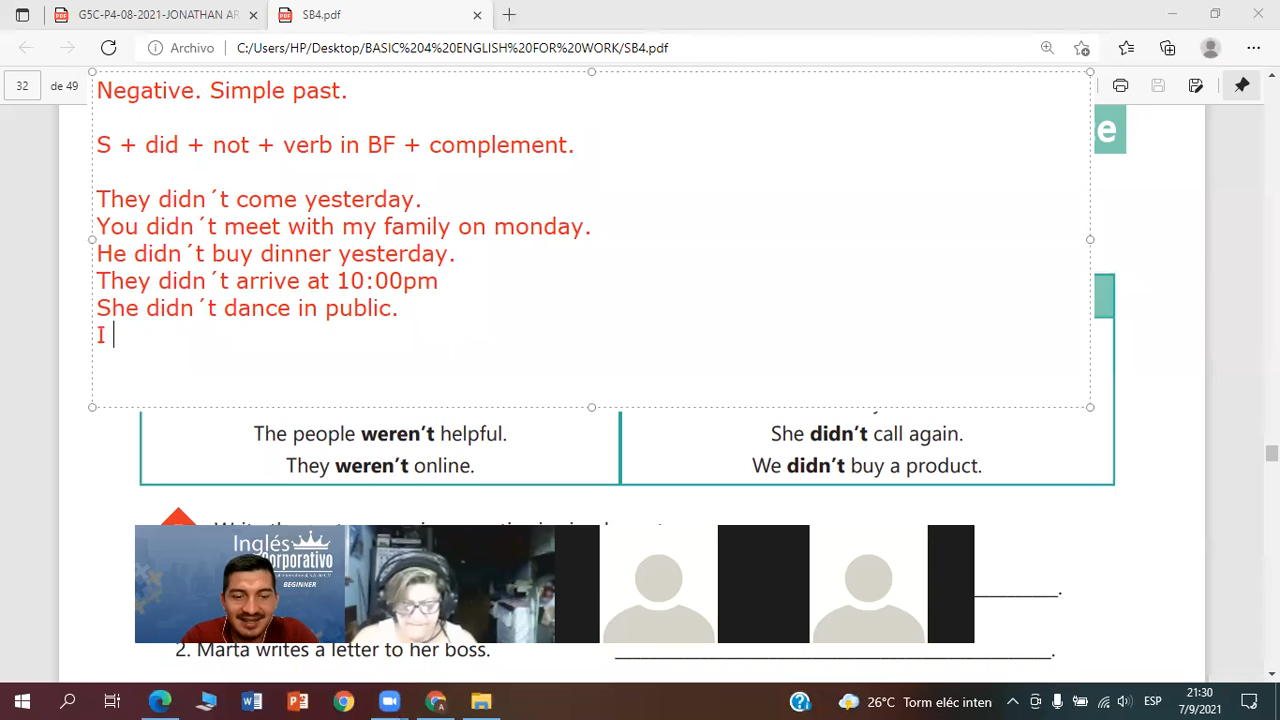 G5C-P4-08-2021-JONATHAN AR
SB4.pdf
Archivo
C:/Users/HP/Desktop/BASIC%204%20ENGLISH%20FOR%20WORK/SB4.pdf
32
de 49
Negative. Simple past.
e
S + did + not + verb in BF + complement.
They didn´t come yesterday.
You didn´t meet with my family on monday.
He didn´t buy dinner yesterday.
They didn´t arrive at 10:00pm
She didn´t dance in public.
I
The people weren’t helpful.
She didn’t call again.
They weren’t online.
We didn’t buy a product.
Inglés
Corporativo
BEGINNER
2. Marta writes a letter to her boss. ________________________________________.
26°C Torm eléc inten
ESP
21:30
7/9/2021